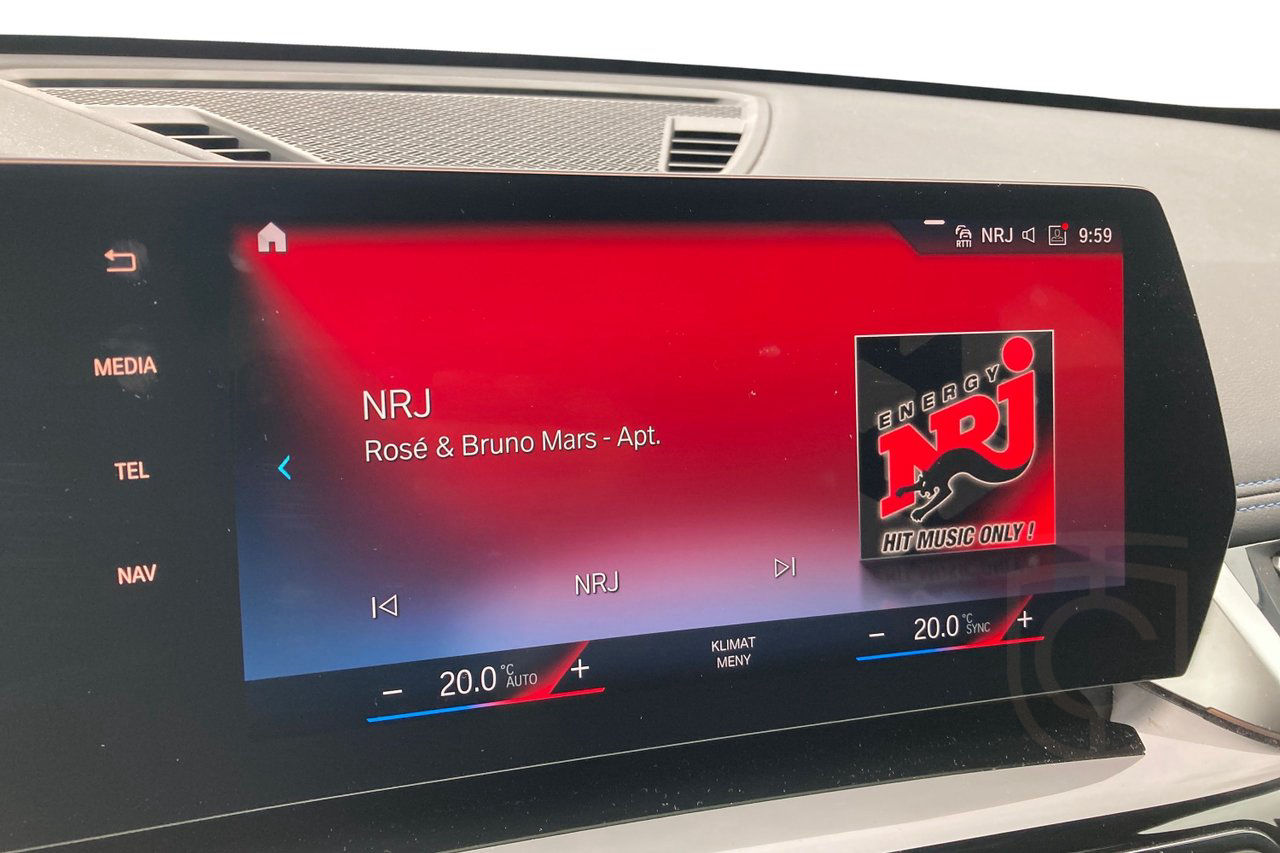 RTTI NRJ 9:59
MEDIA
TEL
NAV
NRJ
Rosé & Bruno Mars - Apt.
ENERGY
NRJ
HIT MUSIC ONLY !
NRJ
20.0 °C AUTO
KLIMAT
MENY
20.0 °C SYNC